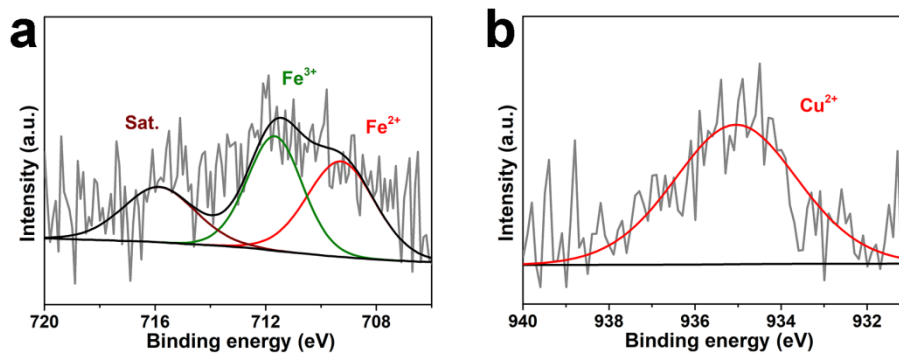 a
Fe³⁺
Sat.
Fe²⁺
Intensity (a.u.)
720 716 712 708
Binding energy (eV)
b
Cu²⁺
Intensity (a.u.)
940 938 936 934 932
Binding energy (eV)